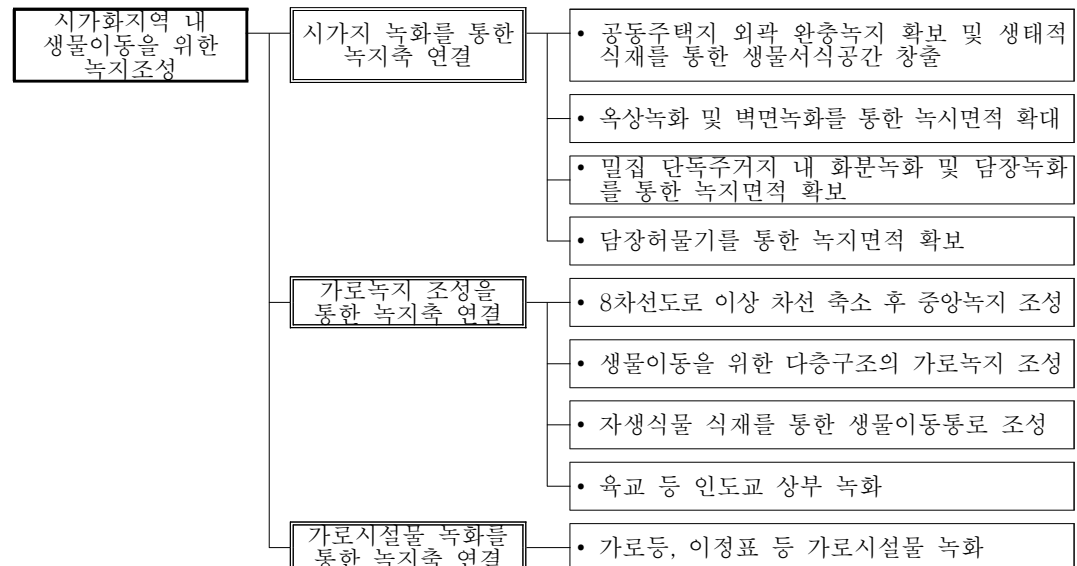 시가화지역 내
생물이동을 위한
녹지조성
시가지 녹화를 통한
녹지축 연결
• 공동주택지 외곽 완충녹지 확보 및 생태적
식재를 통한 생물서식공간 창출
• 옥상녹화 및 벽면녹화를 통한 녹시면적 확대
• 밀집 단독주거지 내 화분녹화 및 담장녹화
를 통한 녹지면적 확보
• 담장허물기를 통한 녹지면적 확보
가로녹지 조성을
통한 녹지축 연결
• 8차선도로 이상 차선 축소 후 중앙녹지 조성
• 생물이동을 위한 다층구조의 가로녹지 조성
• 자생식물 식재를 통한 생물이동통로 조성
• 육교 등 인도교 상부 녹화
가로시설물 녹화를
통한 녹지축 연결
• 가로등, 이정표 등 가로시설물 녹화